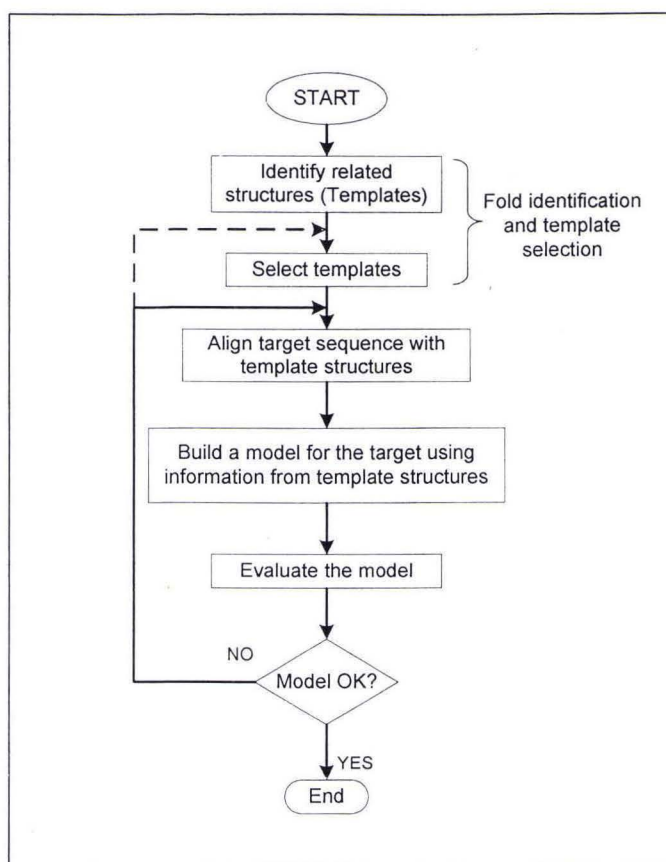 START
Identify related
structures (Templates)
Fold identification
and template
selection
Select templates
Align target sequence with
template structures
Build a model for the target using
information from template structures
Evaluate the model
NO
Model OK?
YES
End